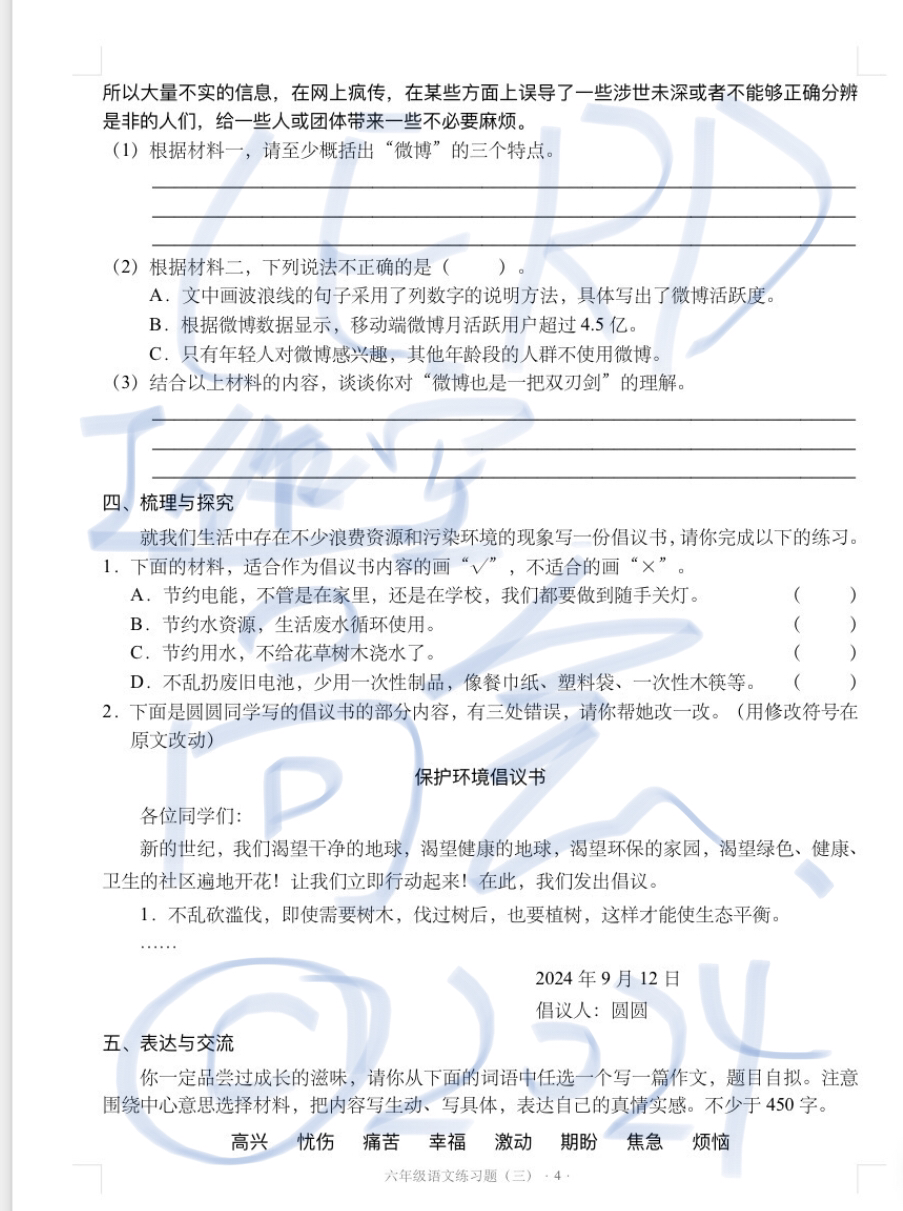 所以大量不实的信息，在网上疯传，在某些方面上误导了一些涉世未深或者不能够正确分辨
是非的人们，给一些人或团体带来一些不必要麻烦。
（1）根据材料一，请至少概括出“微博”的三个特点。
（2）根据材料二，下列说法不正确的是（　　）。
A．文中画波浪线的句子采用了列数字的说明方法，具体写出了微博活跃度。
B．根据微博数据显示，移动端微博月活跃用户超过 4.5 亿。
C．只有年轻人对微博感兴趣，其他年龄段的人群不使用微博。
（3）结合以上材料的内容，谈谈你对“微博也是一把双刃剑”的理解。
四、梳理与探究
就我们生活中存在不少浪费资源和污染环境的现象写一份倡议书，请你完成以下的练习。
1．下面的材料，适合作为倡议书内容的画“√”，不适合的画“×”。
A．节约电能，不管是在家里，还是在学校，我们都要做到随手关灯。（　　）
B．节约水资源，生活废水循环使用。（　　）
C．节约用水，不给花草树木浇水了。（　　）
D．不乱扔废旧电池，少用一次性制品，像餐巾纸、塑料袋、一次性木筷等。（　　）
2．下面是圆圆同学写的倡议书的部分内容，有三处错误，请你帮她改一改。（用修改符号在
原文改动）
保护环境倡议书
各位同学们：
新的世纪，我们渴望干净的地球，渴望健康的地球，渴望环保的家园，渴望绿色、健康、
卫生的社区遍地开花！让我们立即行动起来！在此，我们发出倡议。
1．不乱砍滥伐，即使需要树木，伐过树后，也要植树，这样才能使生态平衡。
……
2024 年 9 月 12 日
倡议人：圆圆
五、表达与交流
你一定品尝过成长的滋味，请你从下面的词语中任选一个写一篇作文，题目自拟。注意
围绕中心意思选择材料，把内容写生动、写具体，表达自己的真情实感。不少于 450 字。
高兴　忧伤　痛苦　幸福　激动　期盼　焦急　烦恼
六年级语文练习题（三）·4·
©2024